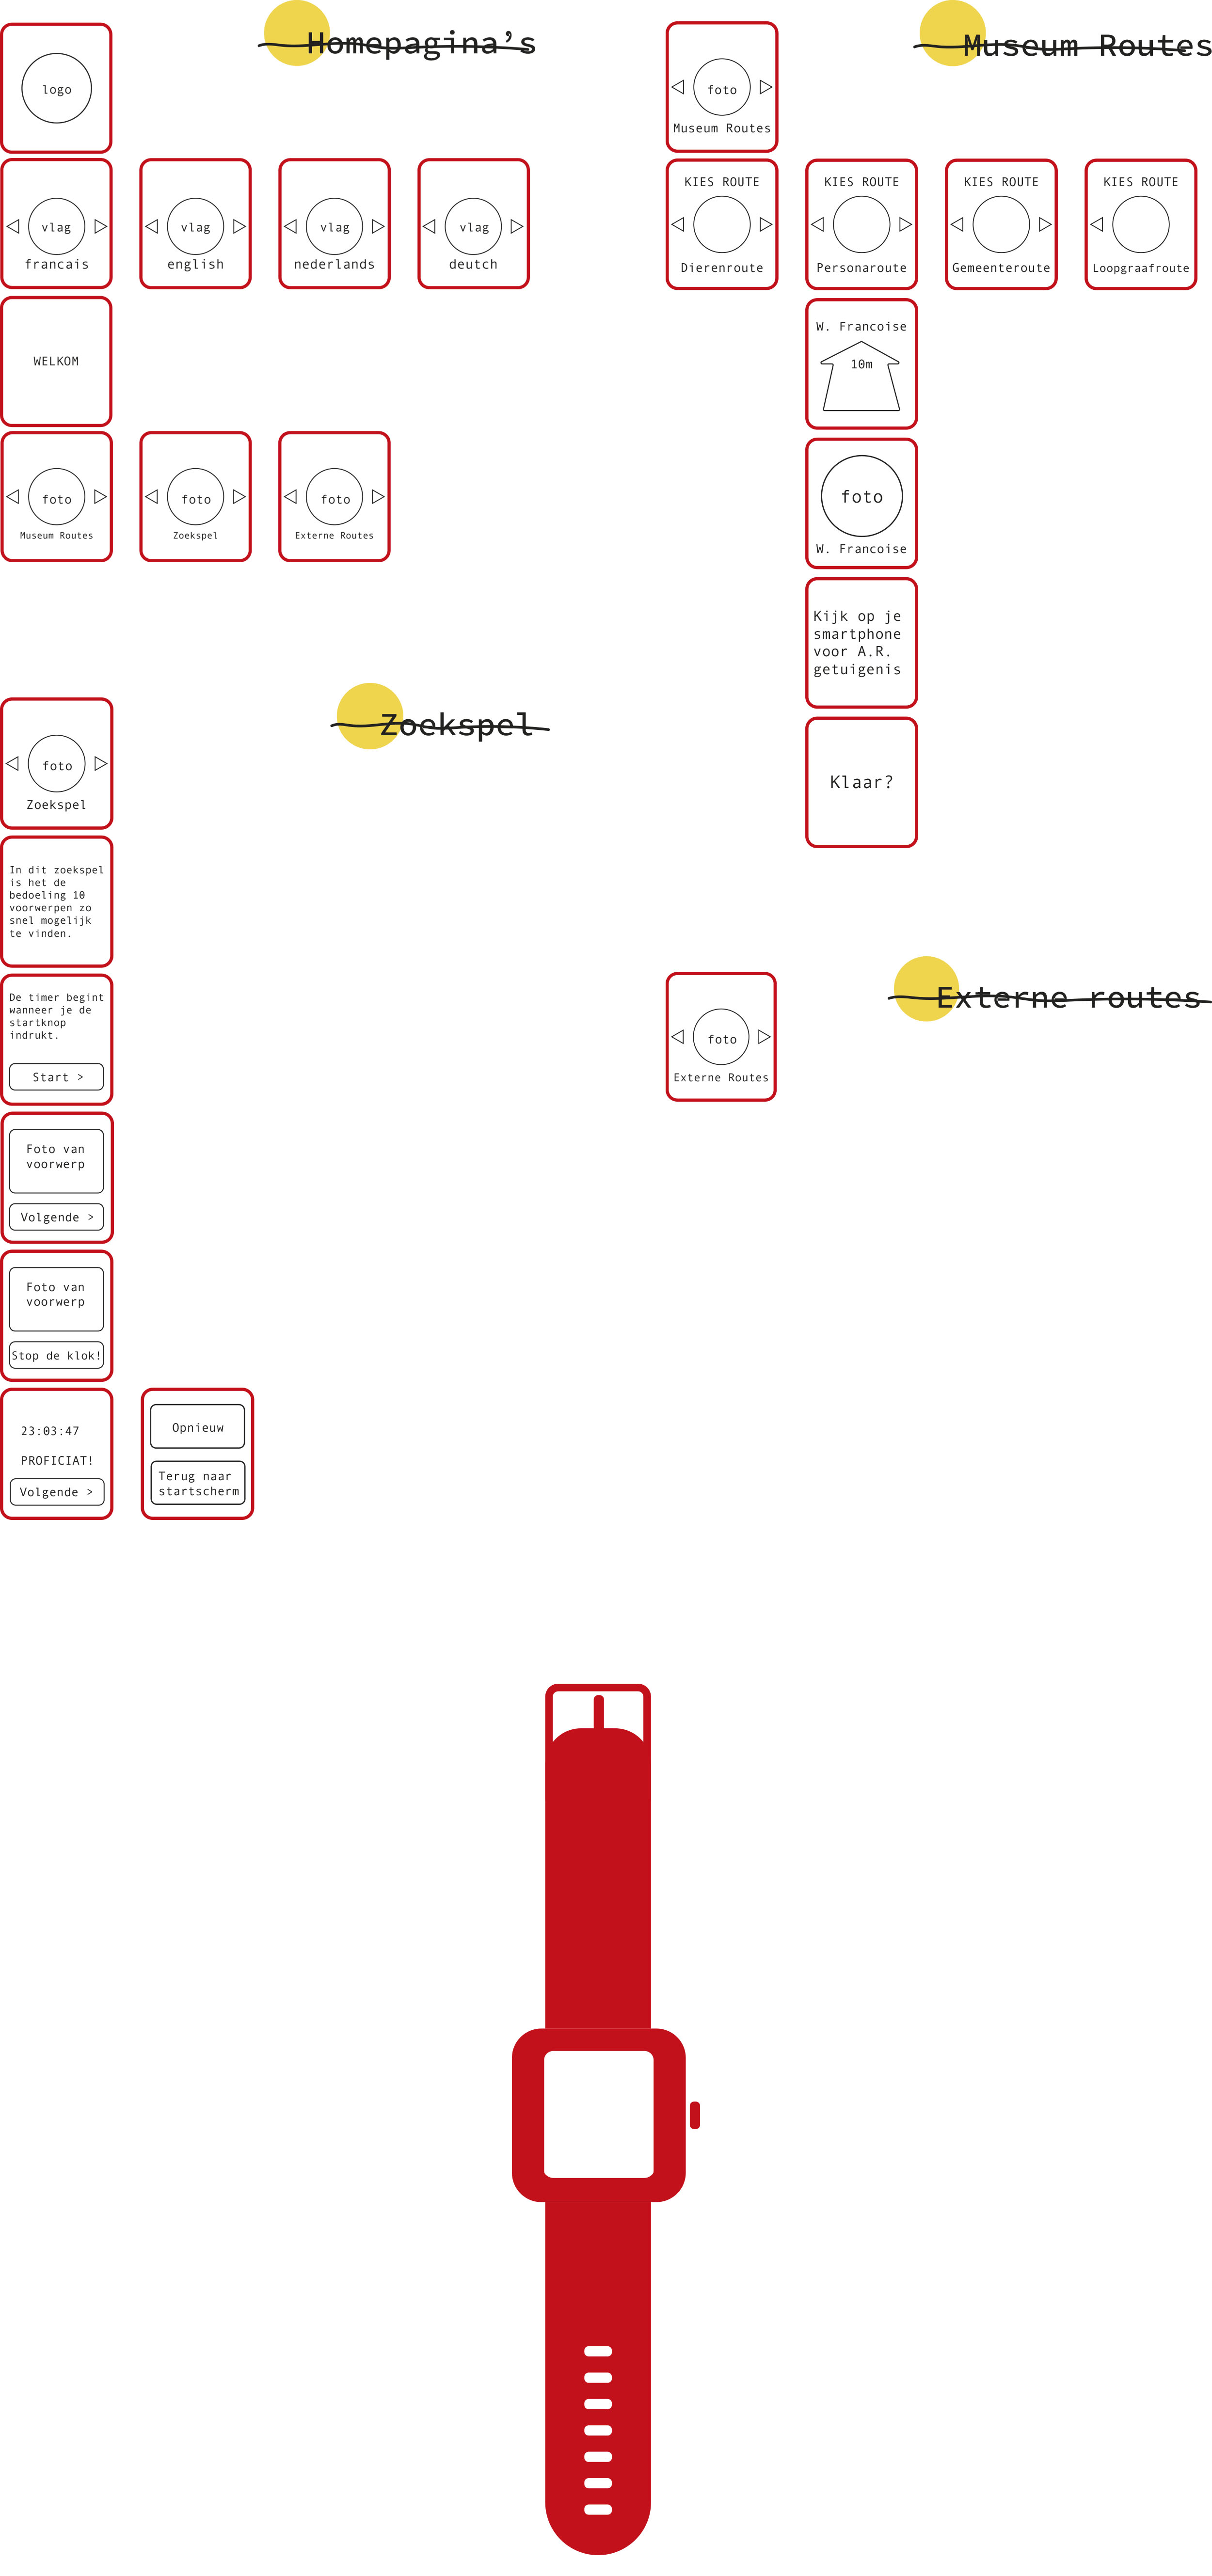 Homepagina's
logo
vlag
francais
vlag
english
vlag
nederlands
vlag
deutch
WELKOM
foto
Museum Routes
foto
Zoekspel
foto
Externe Routes
Museum Routes
foto
Museum Routes
KIES ROUTE
Dierenroute
KIES ROUTE
Personaroute
KIES ROUTE
Gemeenteroute
KIES ROUTE
Loopgraafroute
W. Francoise
10m
foto
W. Francoise
Kijk op je
smartphone
voor A.R.
getuigenis
Klaar?
Zoekspel
foto
Zoekspel
In dit zoekspel
is het de
bedoeling 10
voorwerpen zo
snel mogelijk
te vinden.
De timer begint
wanneer je de
startknop
indrukt.
Start >
Foto van
voorwerp
Volgende >
Foto van
voorwerp
Stop de klok!
23:03:47
PROFICIAT!
Volgende >
Opnieuw
Terug naar
startscherm
Externe routes
foto
Externe Routes